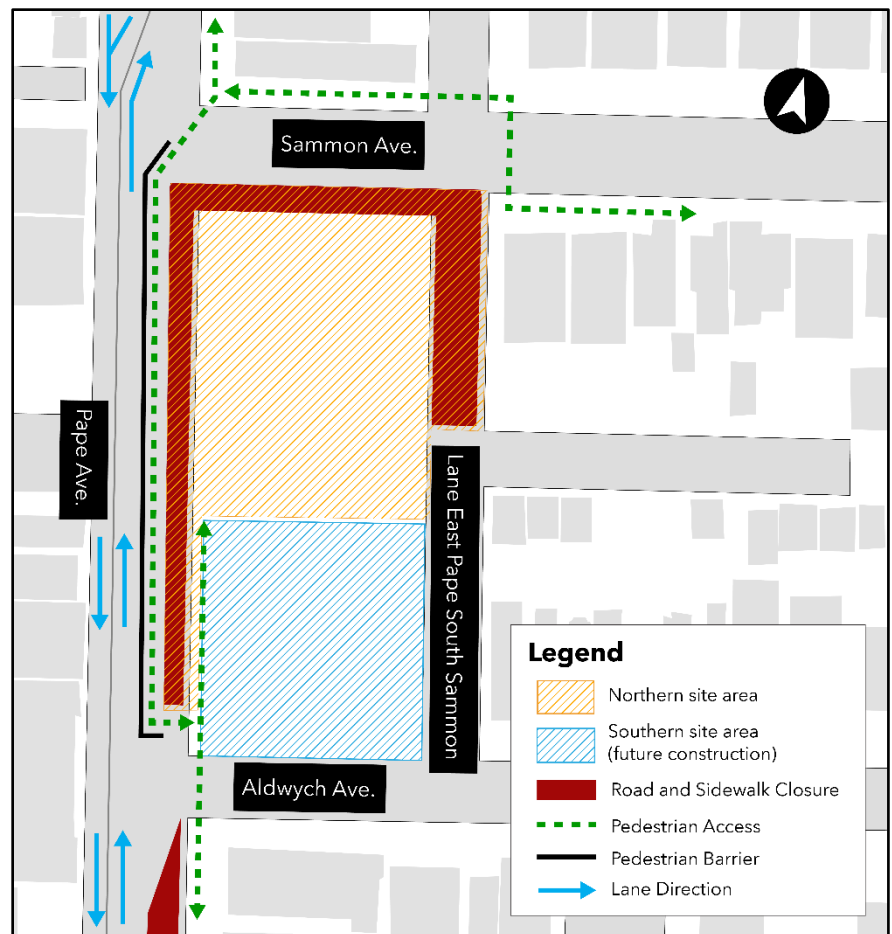 Sammon Ave.
Pape Ave.
Lane East Pape South Sammon
Aldwych Ave.
Legend
Northern site area
Southern site area
(future construction)
Road and Sidewalk Closure
Pedestrian Access
Pedestrian Barrier
Lane Direction